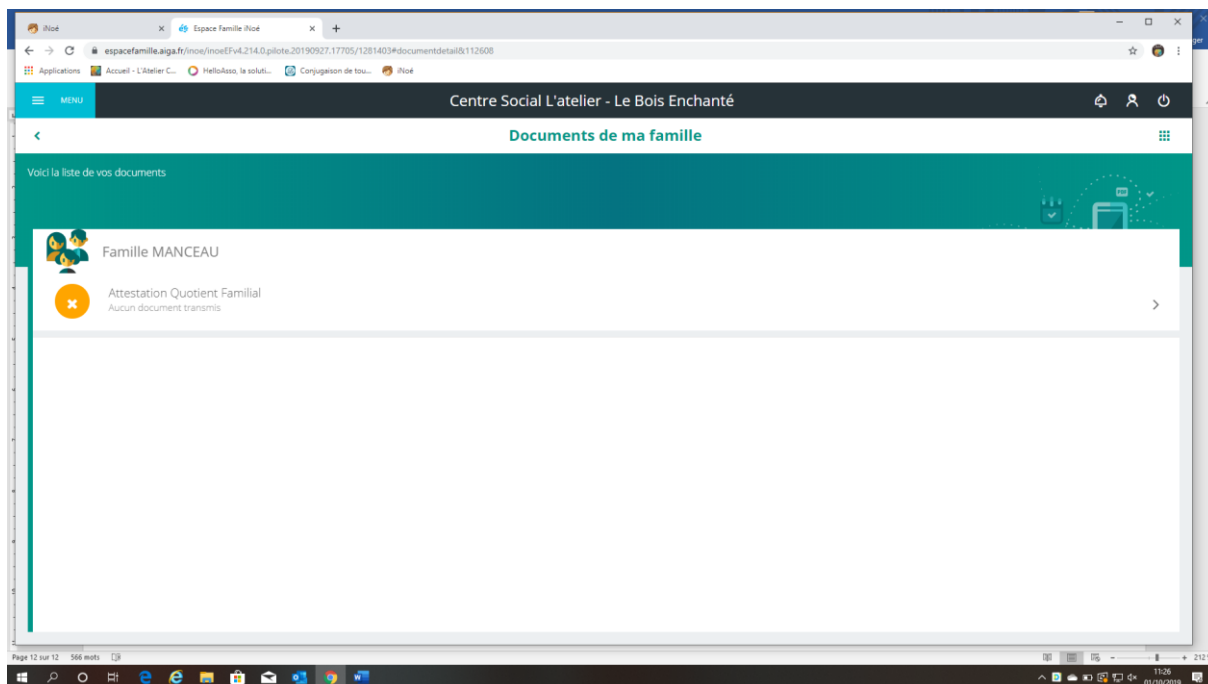 iNoé
Espace Famille iNoé
espacefamille.aiga.fr/inoe/inoeEFv4.214.0.pilote.20190927.17705/1281403#documentdetail&112608
Applications
Accueil - L'Atelier C...
HelloAsso, la soluti...
Conjugaison de tou...
iNoé
MENU
Centre Social L'atelier - Le Bois Enchanté
Documents de ma famille
Voici la liste de vos documents
Famille MANCEAU
Attestation Quotient Familial
Aucun document transmis
Page 12 sur 12 566 mots
11:26
01/10/2019